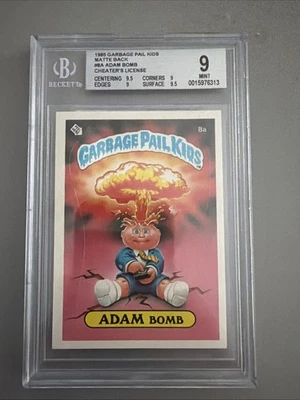 1985 GARBAGE PAIL KIDS
MATTE BACK
#8A ADAM BOMB
CHEATER'S LICENSE
CENTERING 9.5 CORNERS 9
EDGES 9 SURFACE 9.5
9
MINT
0015976313
B
BECKETT
8a
GARBAGE PAIL KIDS
ADAM BOMB